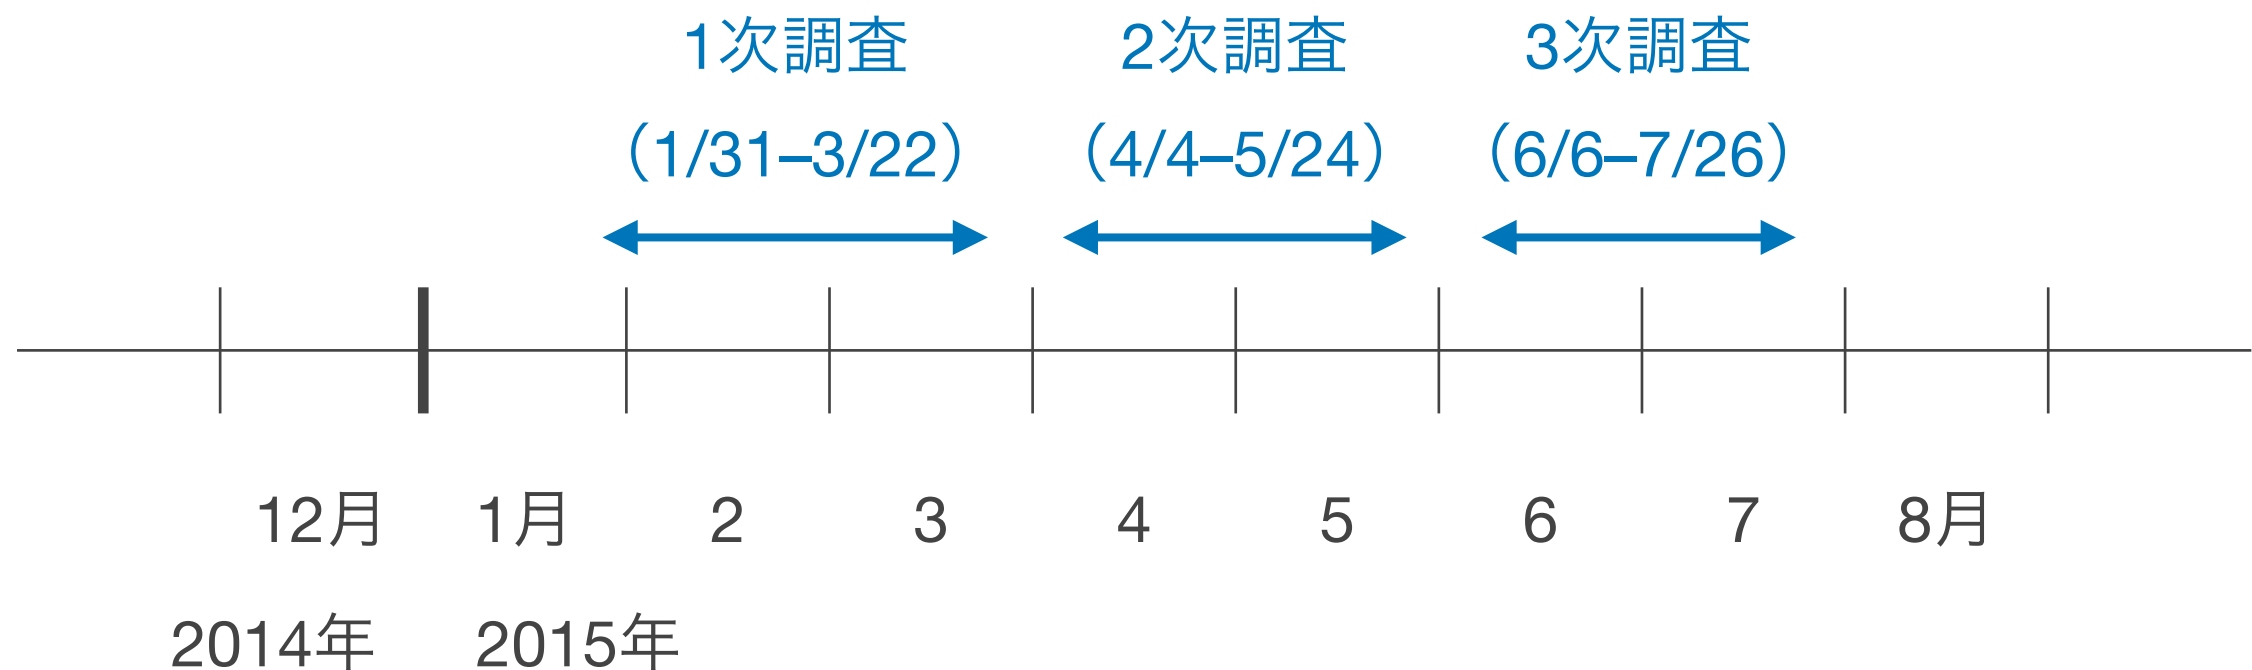 1次調査 2次調査 3次調査
（1/31–3/22） （4/4–5/24） （6/6–7/26）
12月 1月 2 3 4 5 6 7 8月
2014年 2015年